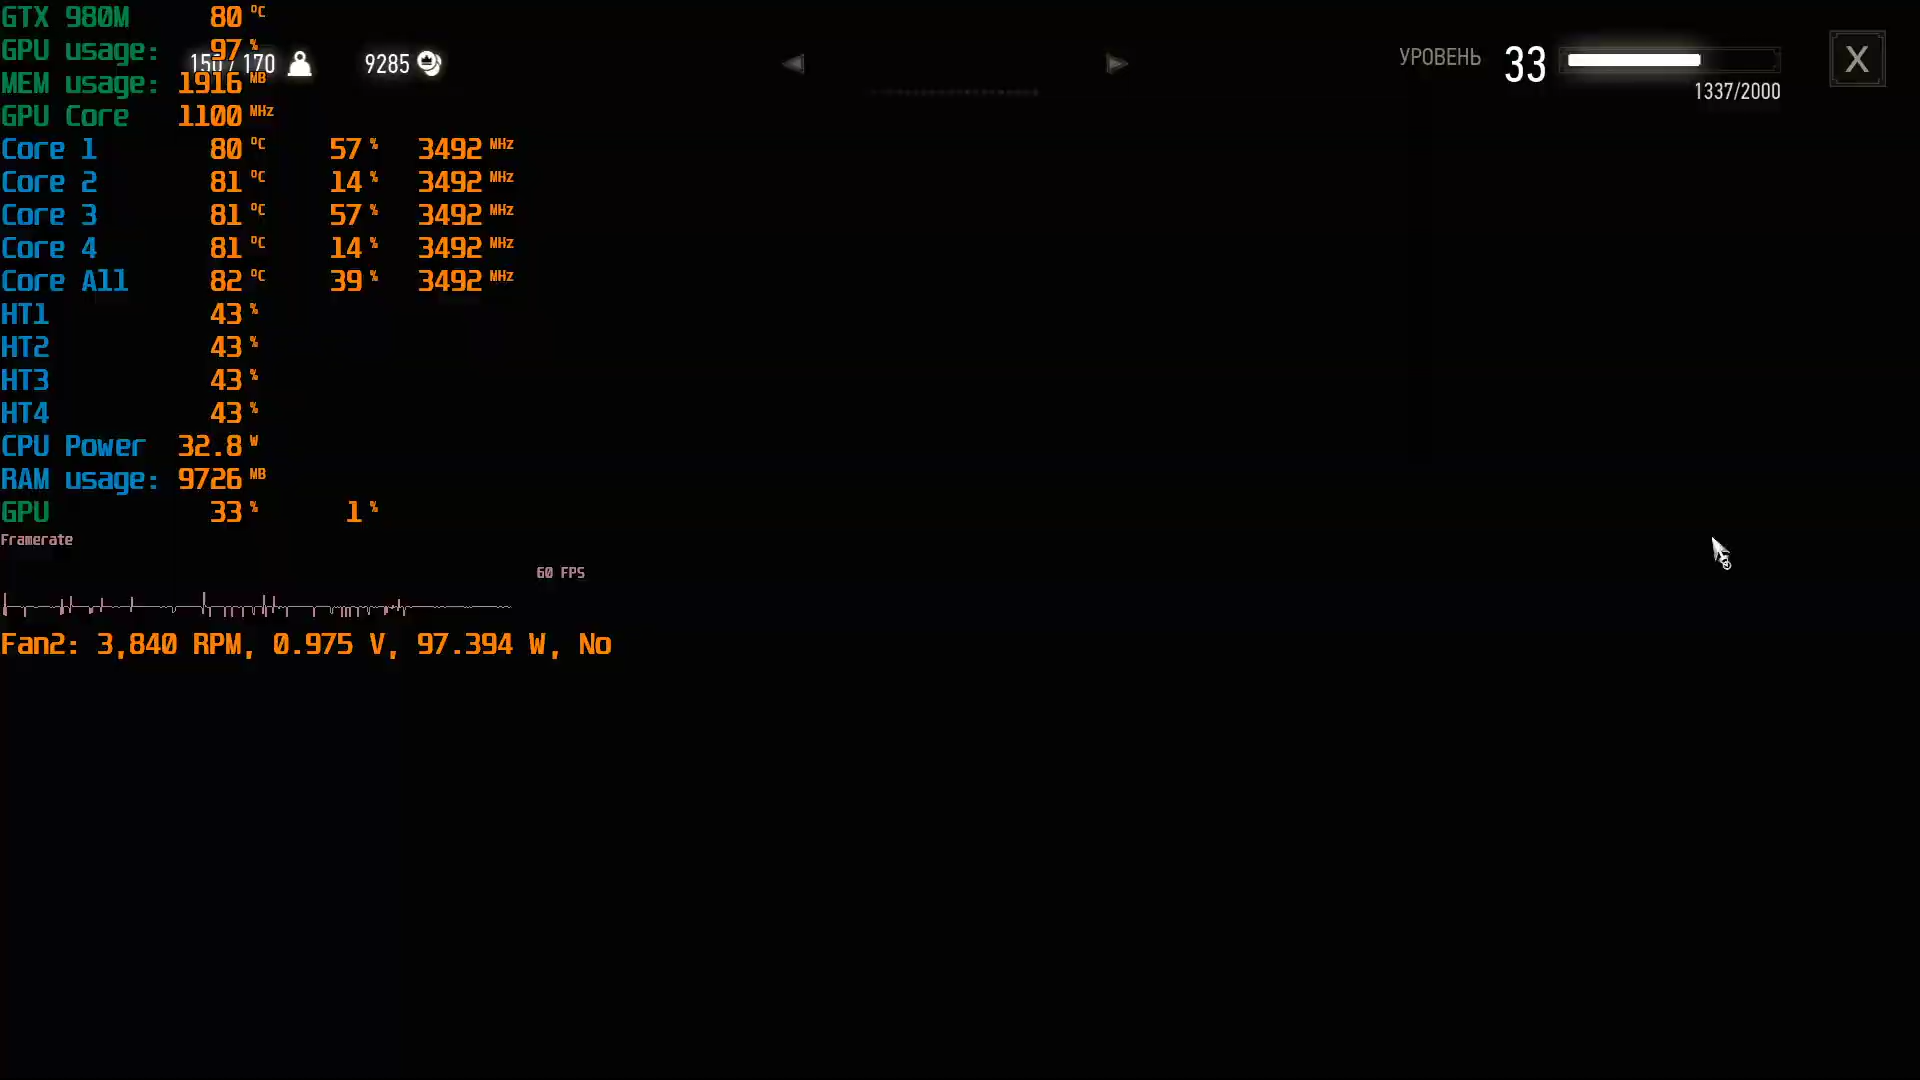 GTX 980M 80 °C
GPU usage: 97 %
150 / 170 9285
УРОВЕНЬ 33
X
MEM usage: 1916 MB
1337/2000
GPU Core 1100 MHz
Core 1 80 °C 57 % 3492 MHz
Core 2 81 °C 14 % 3492 MHz
Core 3 81 °C 57 % 3492 MHz
Core 4 81 °C 14 % 3492 MHz
Core All 82 °C 39 % 3492 MHz
HT1 43 %
HT2 43 %
HT3 43 %
HT4 43 %
CPU Power 32.8 W
RAM usage: 9726 MB
GPU 33 % 1 %
Framerate
60 FPS
Fan2: 3,840 RPM, 0.975 V, 97.394 W, No